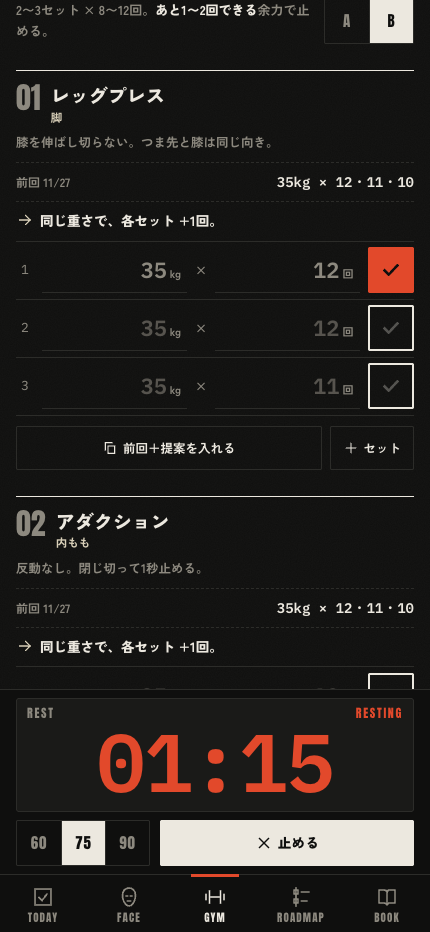 2〜3セット × 8〜12回。あと1〜2回できる余力で止
める。
A
B
01 レッグプレス
脚
膝を伸ばし切らない。つま先と膝は同じ向き。
前回 11/27
35kg × 12・11・10
→ 同じ重さで、各セット +1回。
1 35 kg × 12 回
2 35 kg × 12 回
3 35 kg × 11 回
前回＋提案を入れる
＋ セット
02 アダクション
内もも
反動なし。閉じ切って1秒止める。
前回 11/27
35kg × 12・11・10
→ 同じ重さで、各セット +1回。
REST
RESTING
01:15
60
75
90
× 止める
TODAY
FACE
GYM
ROADMAP
BOOK